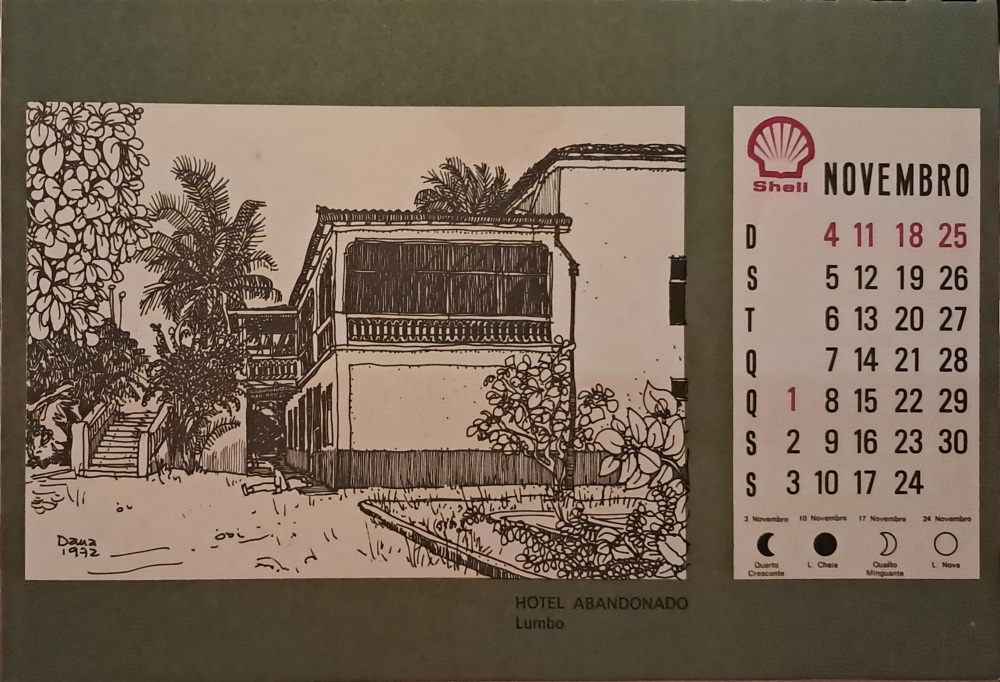 Dana
1972
HOTEL ABANDONADO
Lumbo
Shell
NOVEMBRO
D 4 11 18 25
S 5 12 19 26
T 6 13 20 27
Q 7 14 21 28
Q 1 8 15 22 29
S 2 9 16 23 30
S 3 10 17 24
3 Novembro 10 Novembro 17 Novembro 24 Novembro
Quarto Crescente L. Cheia Quarto Minguante L. Nova